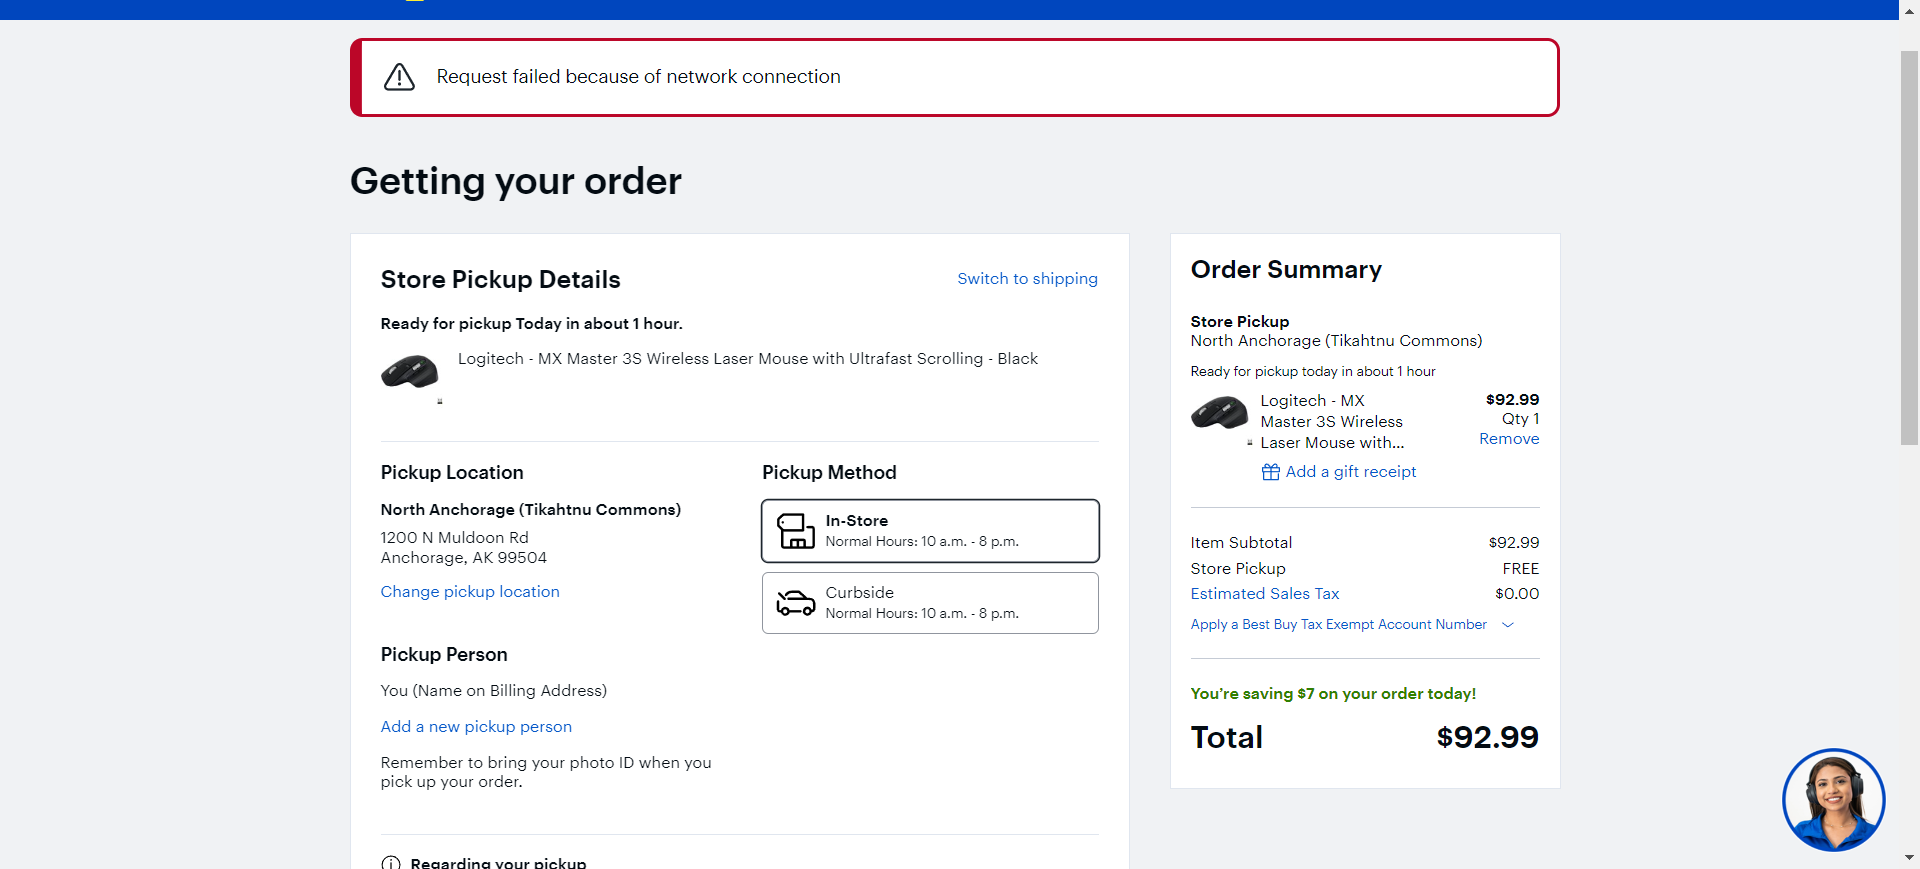 Request failed because of network connection
Getting your order
Store Pickup Details
Switch to shipping
Ready for pickup Today in about 1 hour.
Logitech - MX Master 3S Wireless Laser Mouse with Ultrafast Scrolling - Black
Pickup Location
North Anchorage (Tikahtnu Commons)
1200 N Muldoon Rd
Anchorage, AK 99504
Change pickup location
Pickup Method
In-Store
Normal Hours: 10 a.m. - 8 p.m.
Curbside
Normal Hours: 10 a.m. - 8 p.m.
Pickup Person
You (Name on Billing Address)
Add a new pickup person
Remember to bring your photo ID when you
pick up your order.
Regarding your pickup
Order Summary
Store Pickup
North Anchorage (Tikahtnu Commons)
Ready for pickup today in about 1 hour
Logitech - MX
Master 3S Wireless
Laser Mouse with...
$92.99
Qty 1
Remove
Add a gift receipt
Item Subtotal $92.99
Store Pickup FREE
Estimated Sales Tax $0.00
Apply a Best Buy Tax Exempt Account Number
You’re saving $7 on your order today!
Total $92.99